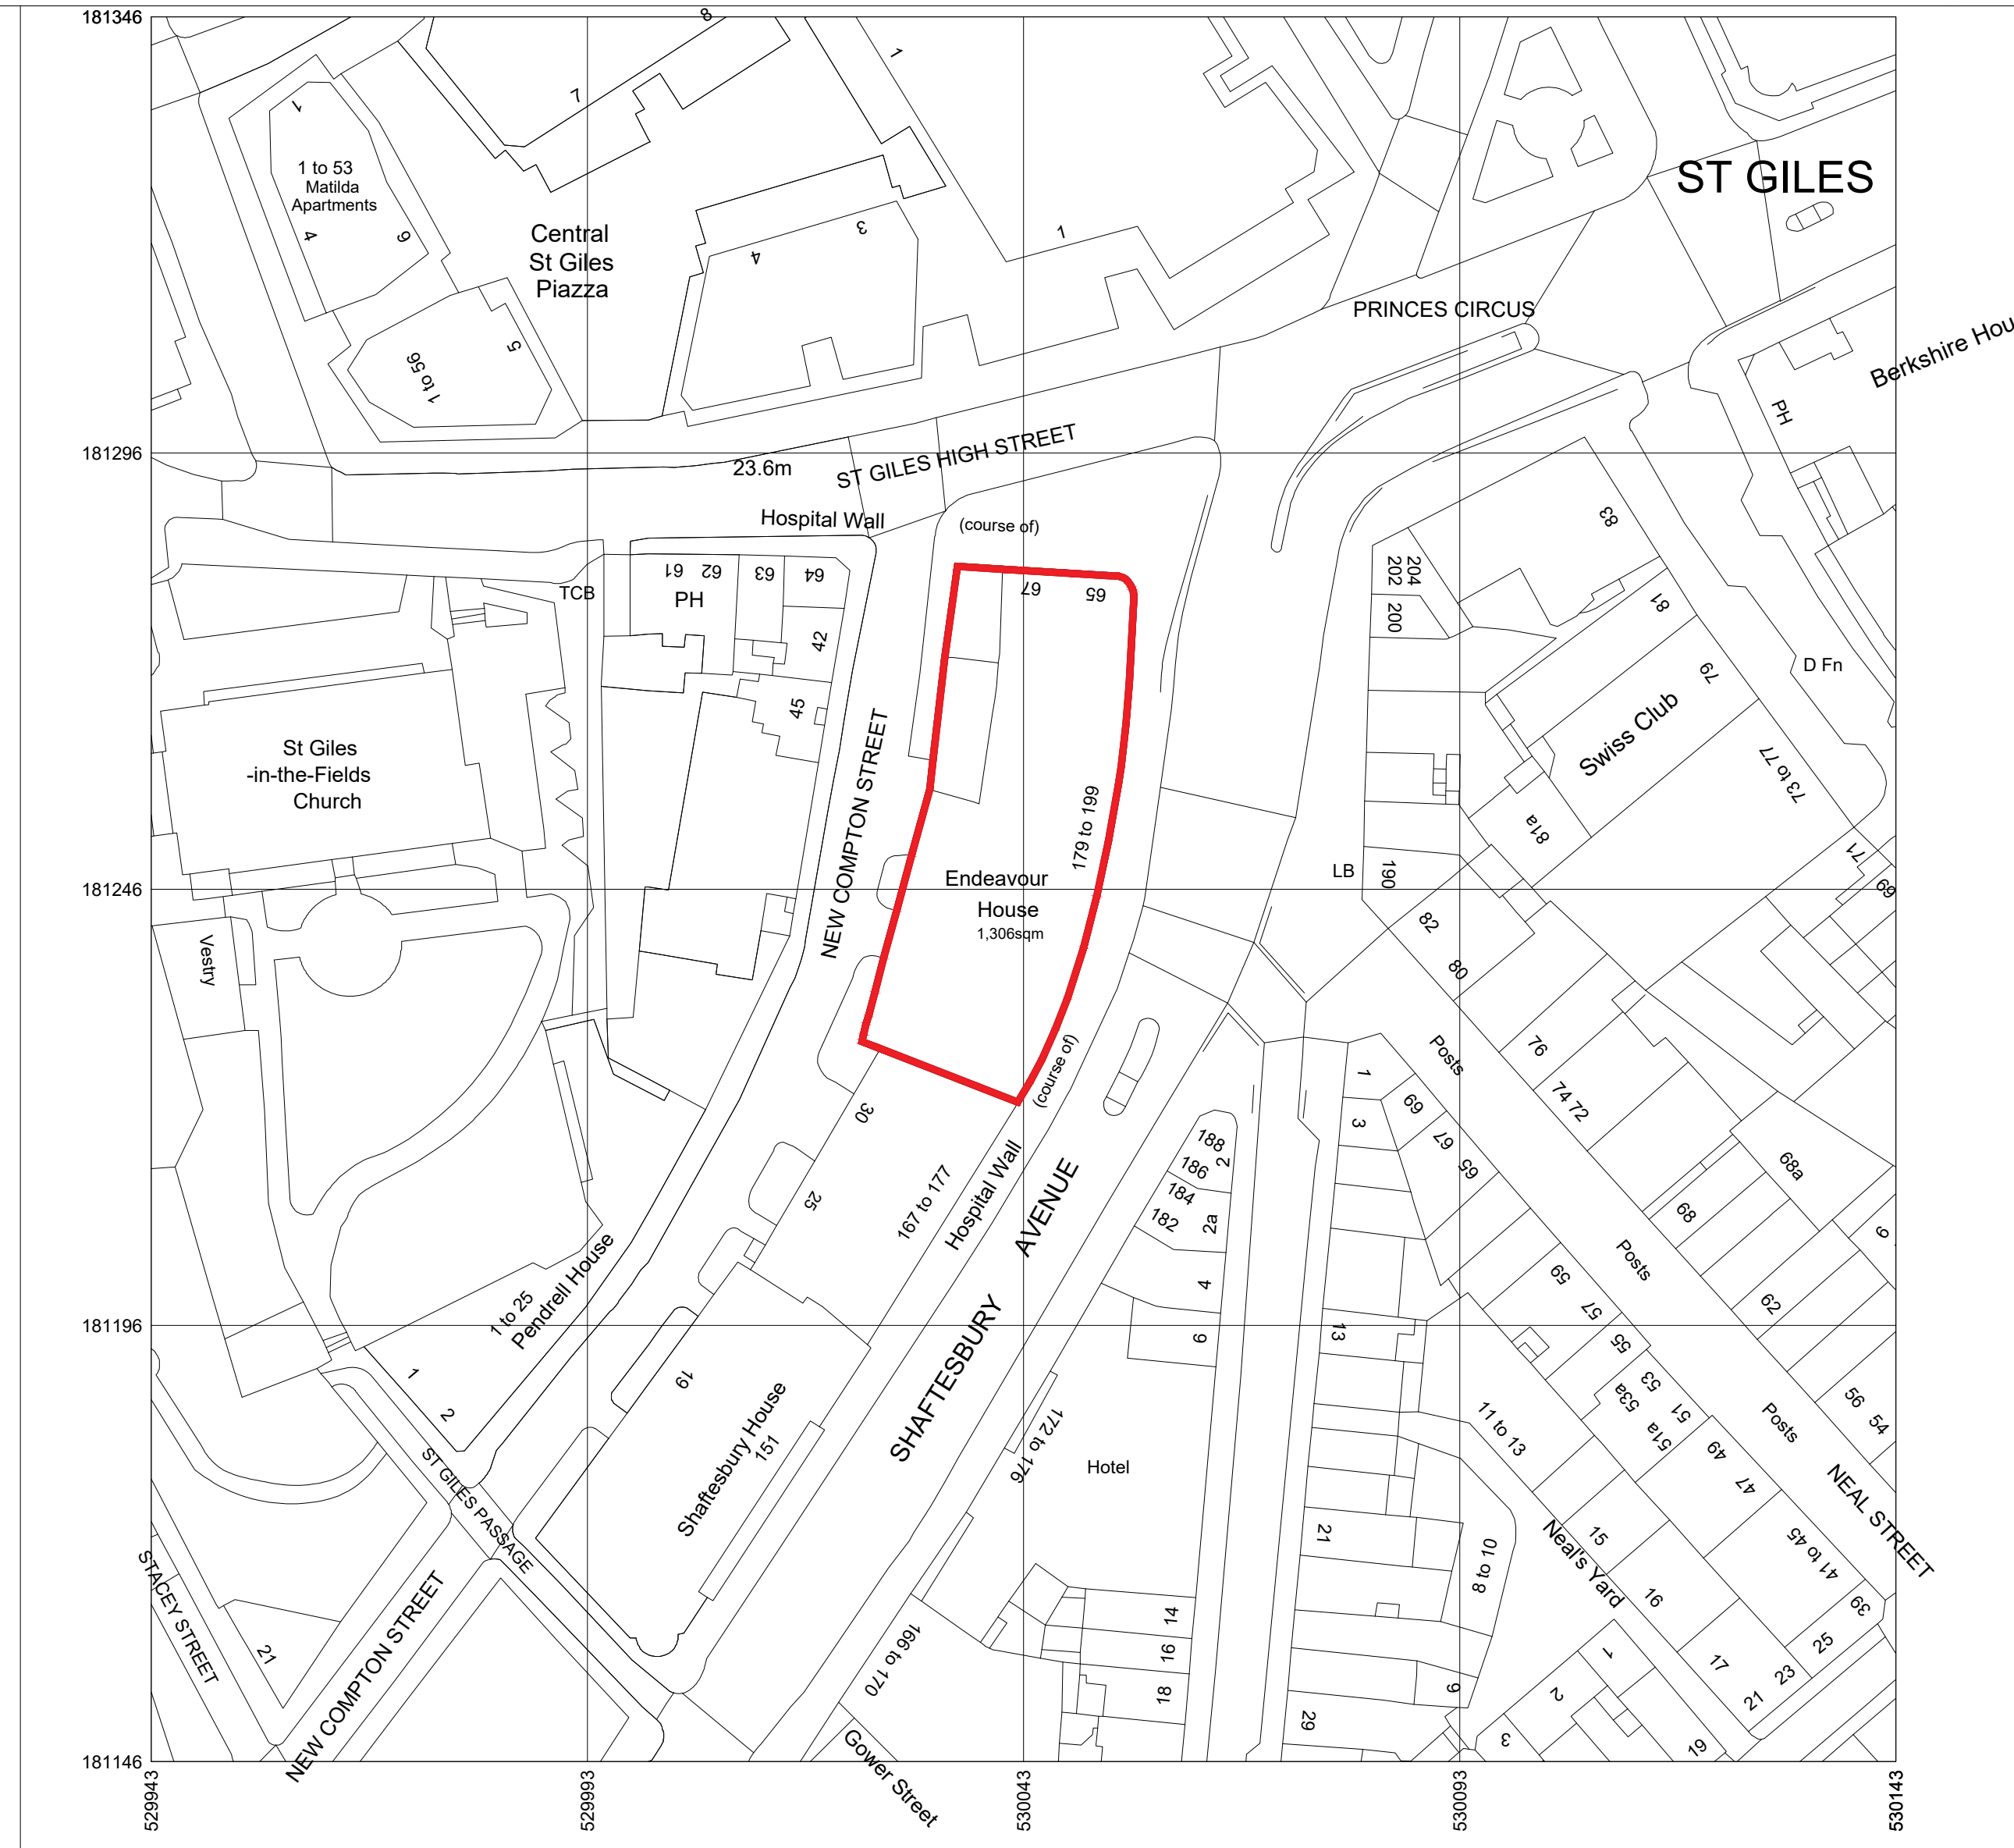 181346
8
1
7
1
1 to 53
Matilda
Apartments
4
6
Central
St Giles
Piazza
3
4
1
ST GILES
PRINCES CIRCUS
Berkshire Hou
5
1 to 56
PH
181296
23.6m
ST GILES HIGH STREET
Hospital Wall
(course of)
83
TCB
61
62
63
64
PH
42
45
67
65
202
204
200
81
79
D Fn
Swiss Club
73 to 77
St Giles
-in-the-Fields
Church
NEW COMPTON STREET
179 to 199
81a
71
69
181246
Endeavour
House
1,306sqm
LB
190
82
80
Vestry
76
74
72
Posts
(course of)
30
1
3
69
67
65
68a
68
188
186
2
184
182
2a
25
167 to 177
Hospital Wall
SHAFTESBURY AVENUE
4
6
6
Posts
59
57
55
62
181196
1 to 25
Pendrell House
1
2
19
Shaftesbury House
151
13
53
53a
51
51a
49
47
Posts
56
54
11 to 13
172 to 176
Hotel
ST GILES PASSAGE
NEAL STREET
21
8 to 10
15
Neal's Yard
16
41 to 45
39
STACEY STREET
21
NEW COMPTON STREET
14
16
18
166 to 170
9
29
1
2
3
17
19
21
23
25
Gower Street
181146
529943
529993
530043
530093
530143